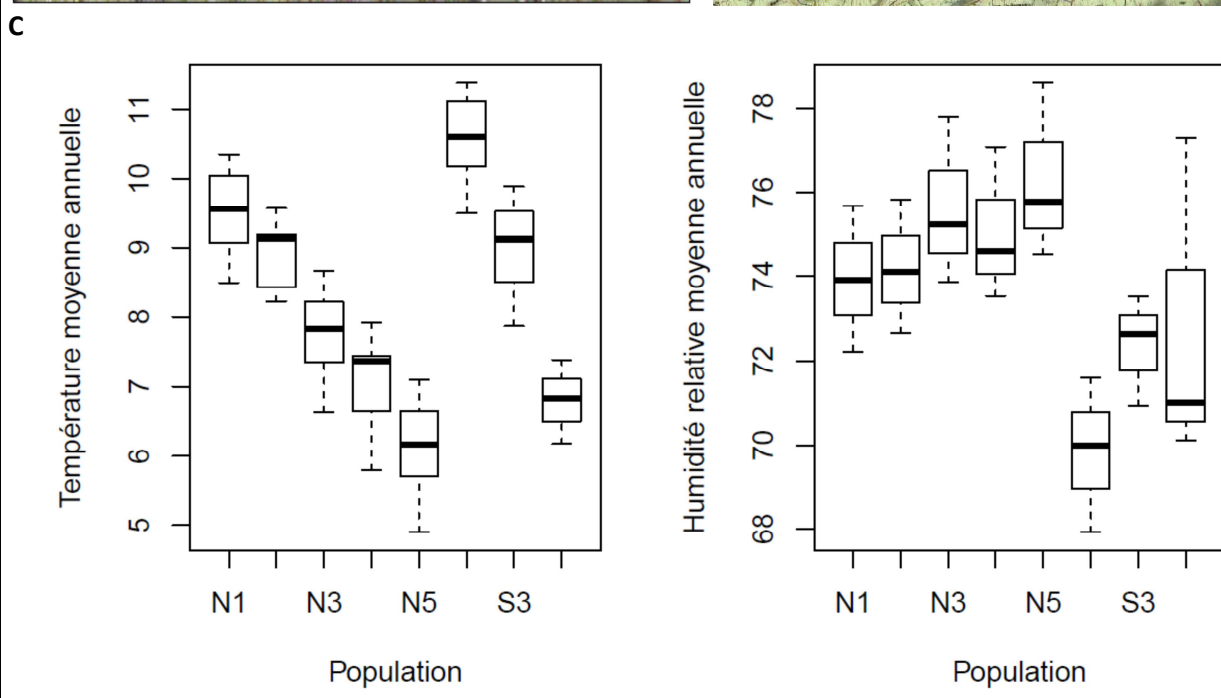 C
Température moyenne annuelle
11
10
9
8
7
6
5
N1 N3 N5 S3
Population
Humidité relative moyenne annuelle
78
76
74
72
70
68
N1 N3 N5 S3
Population